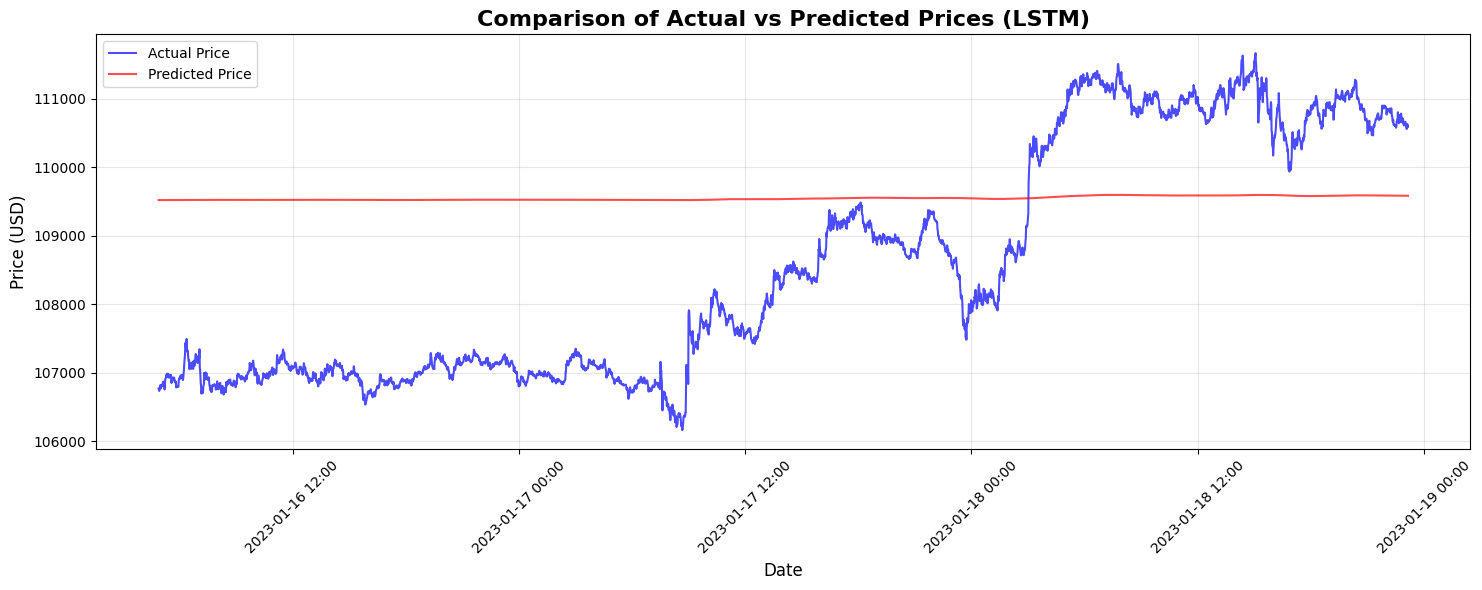 Comparison of Actual vs Predicted Prices (LSTM)
Actual Price
Predicted Price
Price (USD)
111000
110000
109000
108000
107000
106000
2023-01-16 12:00
2023-01-17 00:00
2023-01-17 12:00
2023-01-18 00:00
2023-01-18 12:00
2023-01-19 00:00
Date